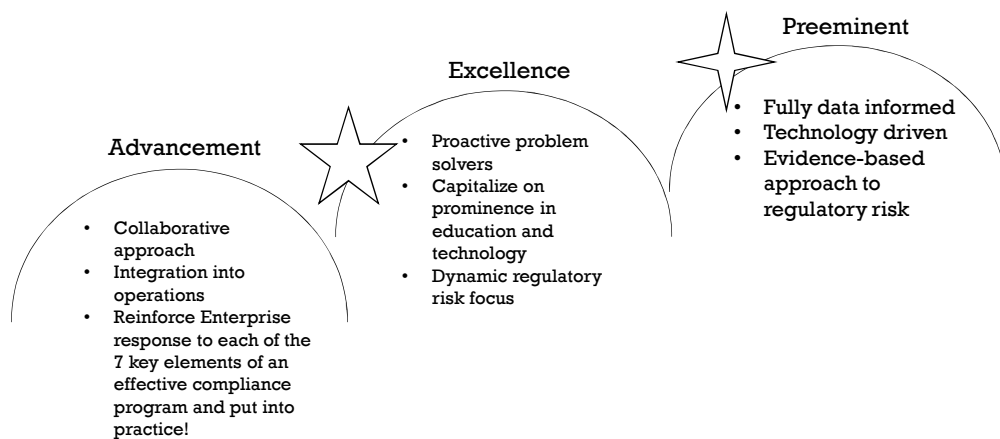 Advancement
• Collaborative
approach
• Integration into
operations
• Reinforce Enterprise
response to each of the
7 key elements of an
effective compliance
program and put into
practice!
Excellence
• Proactive problem
solvers
• Capitalize on
prominence in
education and
technology
• Dynamic regulatory
risk focus
Preeminent
• Fully data informed
• Technology driven
• Evidence-based
approach to
regulatory risk